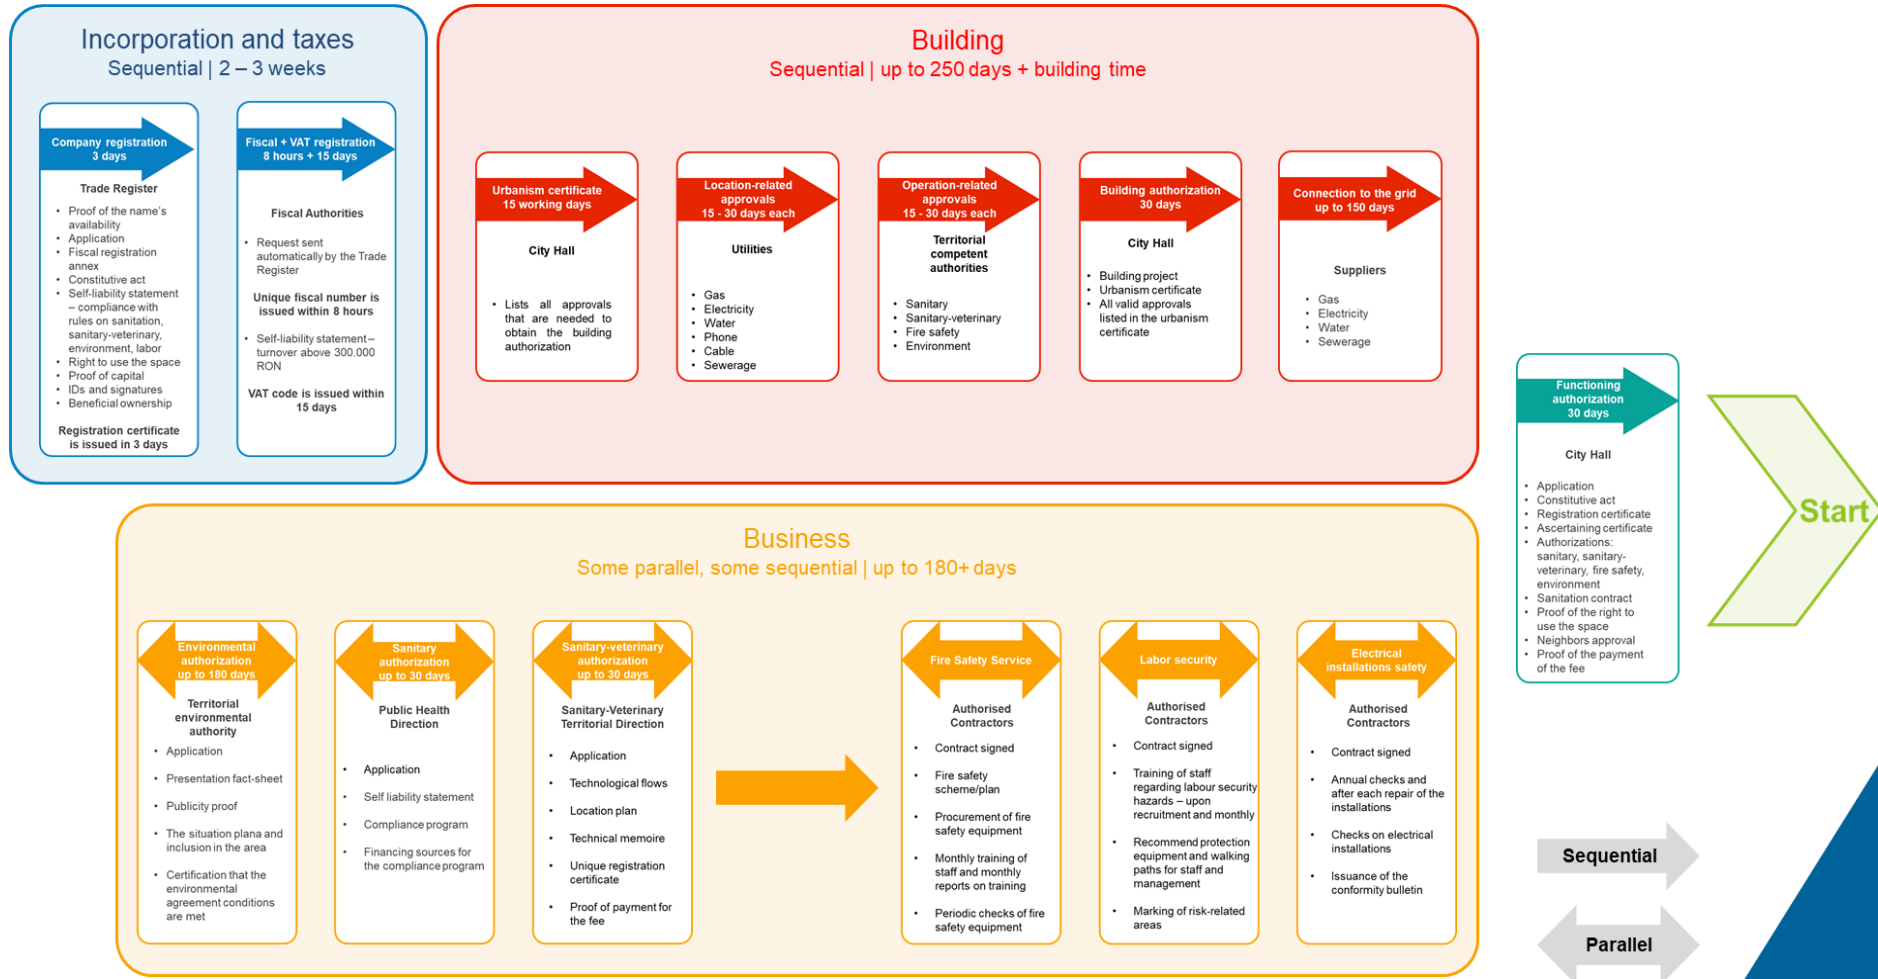 Incorporation and taxes
Sequential | 2 – 3 weeks
Company registration
3 days
Trade Register
• Proof of the name's
availability
• Application
• Fiscal registration
annex
• Constitutive act
• Self-liability statement
– compliance with
rules on sanitation,
sanitary-veterinary,
environment, labor
• Right to use the space
• Proof of capital
• IDs and signatures
• Beneficial ownership
Registration certificate
is issued in 3 days
Fiscal + VAT registration
8 hours + 15 days
Fiscal Authorities
• Request sent
automatically by the Trade
Register
Unique fiscal number is
issued within 8 hours
• Self-liability statement –
turnover above 300.000
RON
VAT code is issued within
15 days
Building
Sequential | up to 250 days + building time
Urbanism certificate
15 working days
City Hall
• Lists all approvals
that are needed to
obtain the building
authorization
Location-related
approvals
15 - 30 days each
Utilities
• Gas
• Electricity
• Water
• Phone
• Cable
• Sewerage
Operation-related
approvals
15 - 30 days each
Territorial
competent
authorities
• Sanitary
• Sanitary-veterinary
• Fire safety
• Environment
Building authorization
30 days
City Hall
• Building project
• Urbanism certificate
• All valid approvals
listed in the urbanism
certificate
Connection to the grid
up to 150 days
Suppliers
• Gas
• Electricity
• Water
• Sewerage
Business
Some parallel, some sequential | up to 180+ days
Environmental
authorization
up to 180 days
Territorial
environmental
authority
• Application
• Presentation fact-sheet
• Publicity proof
• The situation plana and
inclusion in the area
• Certification that the
environmental
agreement conditions
are met
Sanitary
authorization
up to 30 days
Public Health
Direction
• Application
• Self liability statement
• Compliance program
• Financing sources for
the compliance program
Sanitary-veterinary
authorization
up to 30 days
Sanitary-Veterinary
Territorial Direction
• Application
• Technological flows
• Location plan
• Technical memoire
• Unique registration
certificate
• Proof of payment for
the fee
Fire Safety Service
Authorised
Contractors
• Contract signed
• Fire safety
scheme/plan
• Procurement of fire
safety equipment
• Monthly training of
staff and monthly
reports on training
• Periodic checks of fire
safety equipment
Labor security
Authorised
Contractors
• Contract signed
• Training of staff
regarding labour security
hazards – upon
recruitment and monthly
• Recommend protection
equipment and walking
paths for staff and
management
• Marking of risk-related
areas
Electrical
installations safety
Authorised
Contractors
• Contract signed
• Annual checks and
after each repair of the
installations
• Checks on electrical
installations
• Issuance of the
conformity bulletin
Functioning
authorization
30 days
City Hall
• Application
• Constitutive act
• Registration certificate
• Ascertaining certificate
• Authorizations:
sanitary, sanitary-
veterinary, fire safety,
environment
• Sanitation contract
• Proof of the right to
use the space
• Neighbors approval
• Proof of the payment
of the fee
Start
Sequential
Parallel